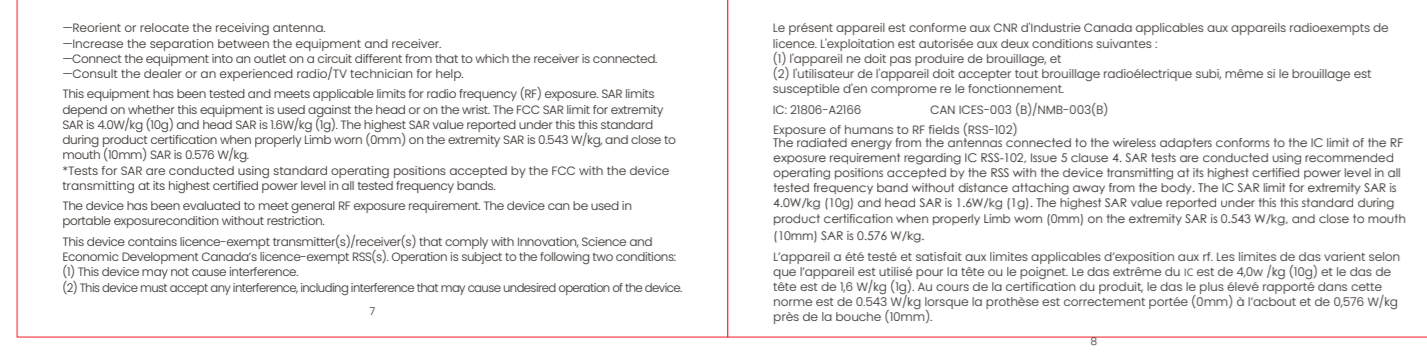 —Reorient or relocate the receiving antenna.
—Increase the separation between the equipment and receiver.
—Connect the equipment into an outlet on a circuit different from that to which the receiver is connected.
—Consult the dealer or an experienced radio/TV technician for help.
This equipment has been tested and meets applicable limits for radio frequency (RF) exposure. SAR limits
depend on whether this equipment is used against the head or on the wrist. The FCC SAR limit for extremity
SAR is 4.0W/kg (10g) and head SAR is 1.6W/kg (1g). The highest SAR value reported under this this standard
during product certification when properly Limb worn (0mm) on the extremity SAR is 0.543 W/kg, and close to
mouth (10mm) SAR is 0.576 W/kg.
*Tests for SAR are conducted using standard operating positions accepted by the FCC with the device
transmitting at its highest certified power level in all tested frequency bands.
The device has been evaluated to meet general RF exposure requirement. The device can be used in
portable exposurecondition without restriction.
This device contains licence-exempt transmitter(s)/receiver(s) that comply with Innovation, Science and
Economic Development Canada's licence-exempt RSS(s). Operation is subject to the following two conditions:
(1) This device may not cause interference.
(2) This device must accept any interference, including interference that may cause undesired operation of the device.
7
Le présent appareil est conforme aux CNR d'Industrie Canada applicables aux appareils radioexempts de
licence. L'exploitation est autorisée aux deux conditions suivantes :
(1) l'appareil ne doit pas produire de brouillage, et
(2) l'utilisateur de l'appareil doit accepter tout brouillage radioélectrique subi, même si le brouillage est
susceptible d'en comprome re le fonctionnement.
IC: 21806-A2166 CAN ICES-003 (B)/NMB-003(B)
Exposure of humans to RF fields (RSS-102)
The radiated energy from the antennas connected to the wireless adapters conforms to the IC limit of the RF
exposure requirement regarding IC RSS-102, Issue 5 clause 4. SAR tests are conducted using recommended
operating positions accepted by the RSS with the device transmitting at its highest certified power level in all
tested frequency band without distance attaching away from the body. The IC SAR limit for extremity SAR is
4.0W/kg (10g) and head SAR is 1.6W/kg (1g). The highest SAR value reported under this this standard during
product certification when properly Limb worn (0mm) on the extremity SAR is 0.543 W/kg, and close to mouth
(10mm) SAR is 0.576 W/kg.
L'appareil a été testé et satisfait aux limites applicables d'exposition aux rf. Les limites de das varient selon
que l'appareil est utilisé pour la tête ou le poignet. Le das extrême du IC est de 4,0w /kg (10g) et le das de
tête est de 1,6 W/kg (1g). Au cours de la certification du produit, le das le plus élevé rapporté dans cette
norme est de 0.543 W/kg lorsque la prothèse est correctement portée (0mm) à l'acbout et de 0,576 W/kg
près de la bouche (10mm).
8